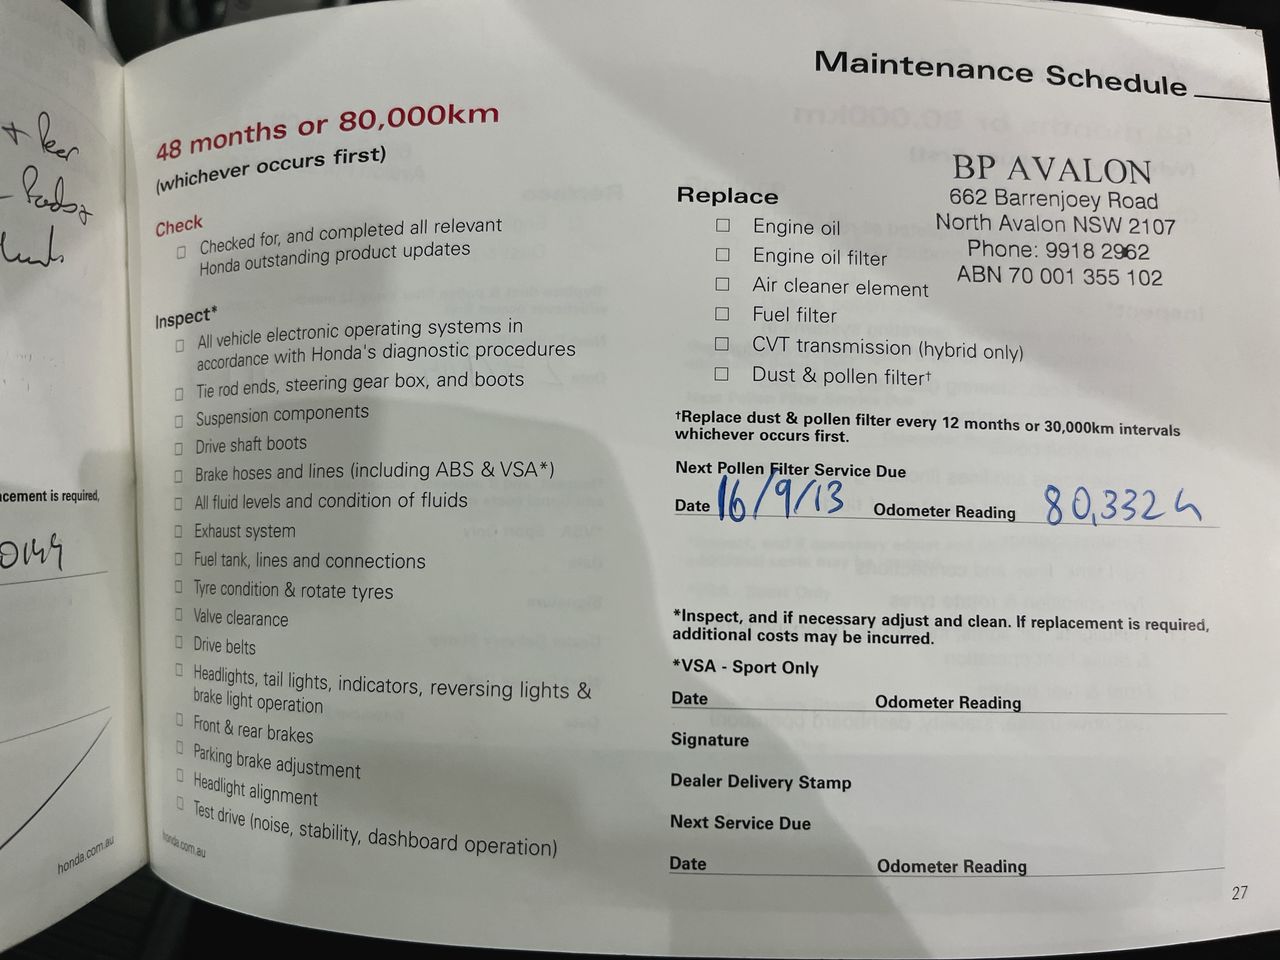 Maintenance Schedule
48 months or 80,000km
(whichever occurs first)
Check
Checked for, and completed all relevant
Honda outstanding product updates
Inspect*
All vehicle electronic operating systems in
accordance with Honda's diagnostic procedures
Tie rod ends, steering gear box, and boots
Suspension components
Drive shaft boots
Brake hoses and lines (including ABS & VSA*)
All fluid levels and condition of fluids
Exhaust system
Fuel tank, lines and connections
Tyre condition & rotate tyres
Valve clearance
Drive belts
Headlights, tail lights, indicators, reversing lights &
brake light operation
Front & rear brakes
Parking brake adjustment
Headlight alignment
Test drive (noise, stability, dashboard operation)
honda.com.au
BP AVALON
662 Barrenjoey Road
North Avalon NSW 2107
Phone: 9918 2962
ABN 70 001 355 102
Replace
Engine oil
Engine oil filter
Air cleaner element
Fuel filter
CVT transmission (hybrid only)
Dust & pollen filter†
†Replace dust & pollen filter every 12 months or 30,000km intervals
whichever occurs first.
Next Pollen Filter Service Due
Date 16/9/13 Odometer Reading 80,332
*Inspect, and if necessary adjust and clean. If replacement is required,
additional costs may be incurred.
*VSA - Sport Only
Date Odometer Reading
Signature
Dealer Delivery Stamp
Next Service Due
Date Odometer Reading
27
is required,
honda.com.au